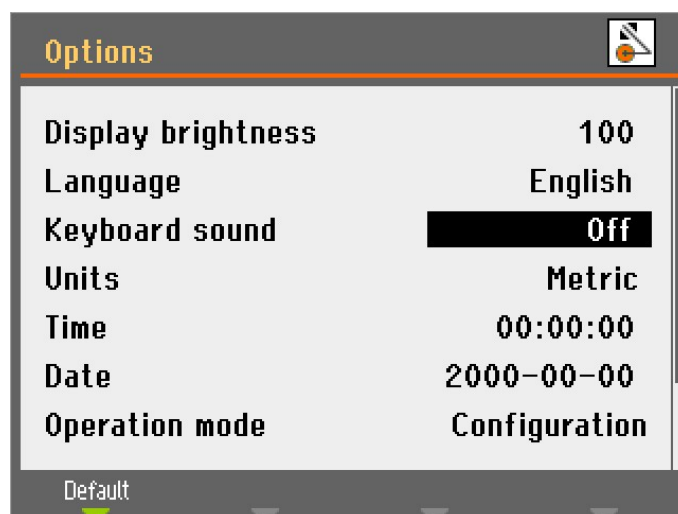 Options
Display brightness 100
Language English
Keyboard sound Off
Units Metric
Time 00:00:00
Date 2000-00-00
Operation mode Configuration
Default